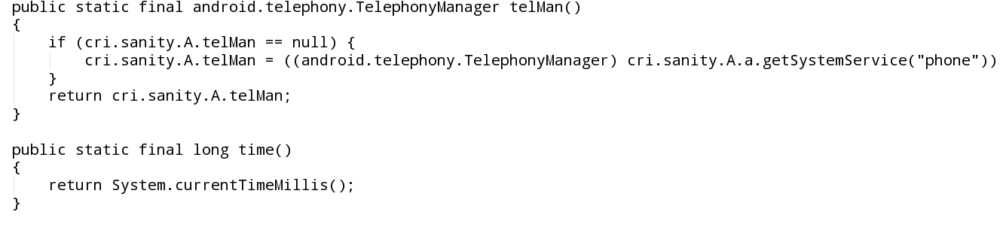 public static final android.telephony.TelephonyManager telMan()
{
    if (cri.sanity.A.telMan == null) {
        cri.sanity.A.telMan = ((android.telephony.TelephonyManager) cri.sanity.A.a.getSystemService("phone"))
    }
    return cri.sanity.A.telMan;
}

public static final long time()
{
    return System.currentTimeMillis();
}